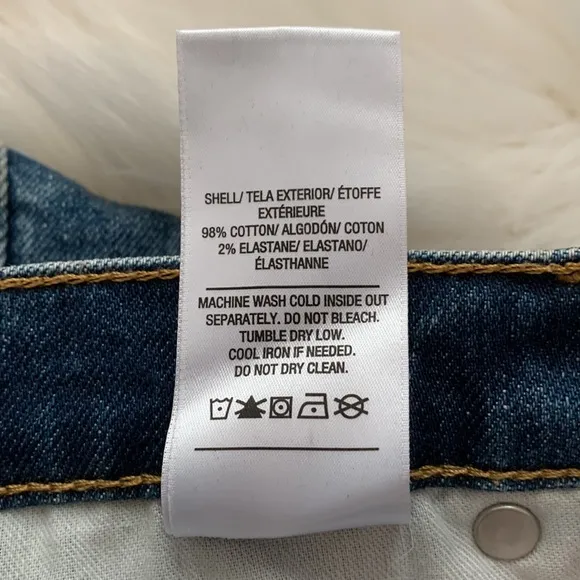 SHELL/ TELA EXTERIOR/ ÉTOFFE
EXTÉRIEURE
98% COTTON/ ALGODÓN/ COTON
2% ELASTANE/ ELASTANO/
ÉLASTHANNE
MACHINE WASH COLD INSIDE OUT
SEPARATELY. DO NOT BLEACH.
TUMBLE DRY LOW.
COOL IRON IF NEEDED.
DO NOT DRY CLEAN.